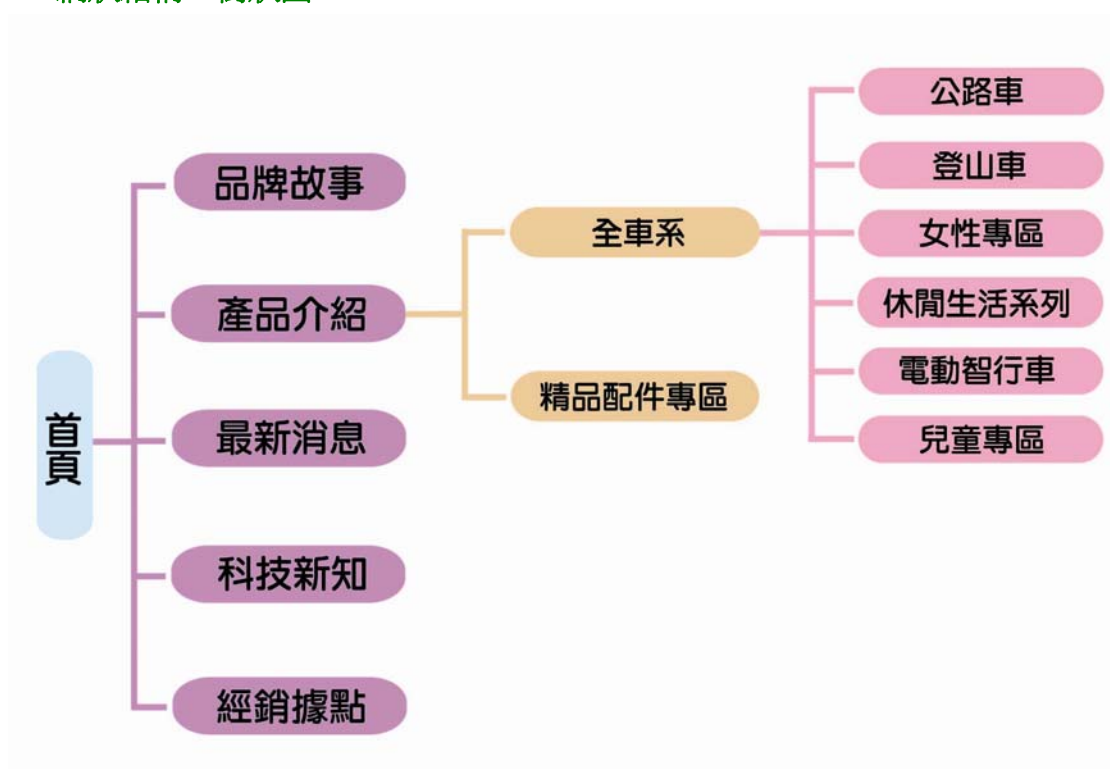 首頁
品牌故事
產品介紹
最新消息
科技新知
經銷據點
全車系
精品配件專區
公路車
登山車
女性專區
休閒生活系列
電動智行車
兒童專區